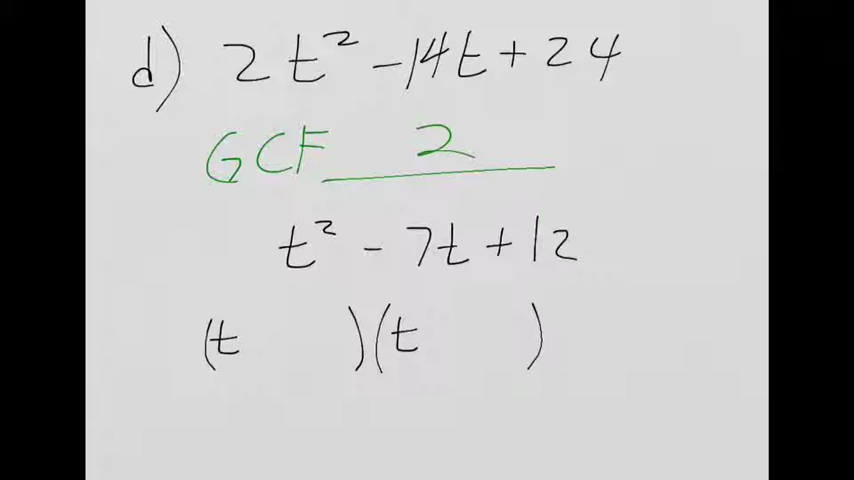 d) 2t² - 14t + 24
GCF 2
t² - 7t + 12
(t )(t )